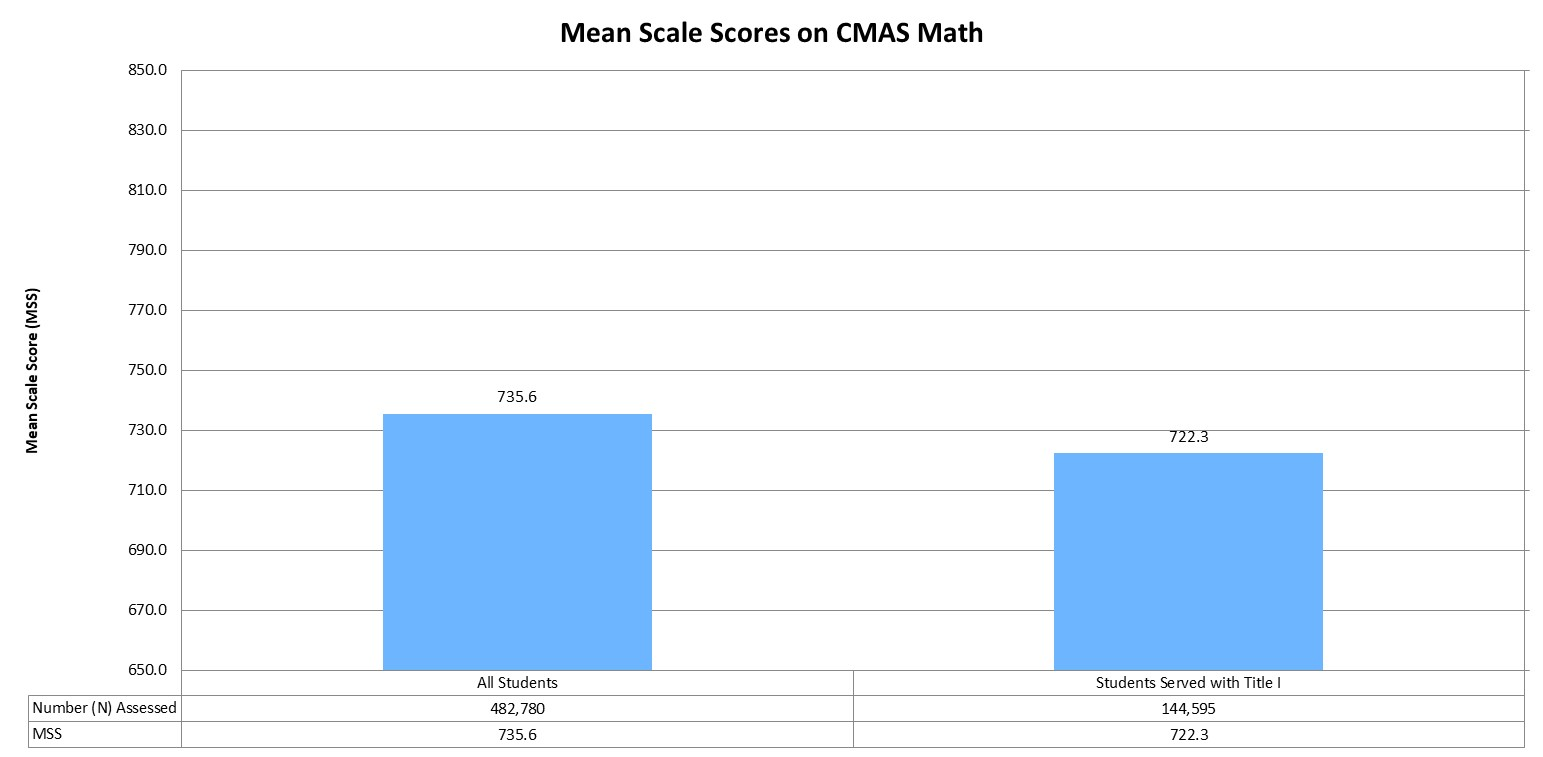 Mean Scale Scores on CMAS Math
850.0
830.0
810.0
790.0
770.0
750.0
730.0
710.0
690.0
670.0
650.0
Mean Scale Score (MSS)
735.6
722.3
All Students Students Served with Title I
Number (N) Assessed 482,780 144,595
MSS 735.6 722.3